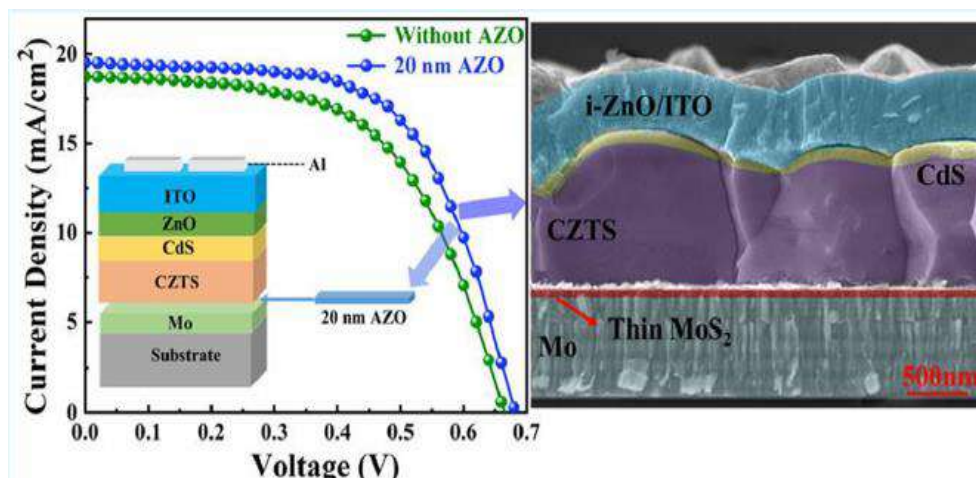 Without AZO
20 nm AZO
Current Density (mA/cm²)
20
15
10
5
0
Al
ITO
ZnO
CdS
CZTS
Mo
Substrate
20 nm AZO
0.0 0.1 0.2 0.3 0.4 0.5 0.6 0.7
Voltage (V)
i-ZnO/ITO
CdS
CZTS
Thin MoS₂
Mo
500nm